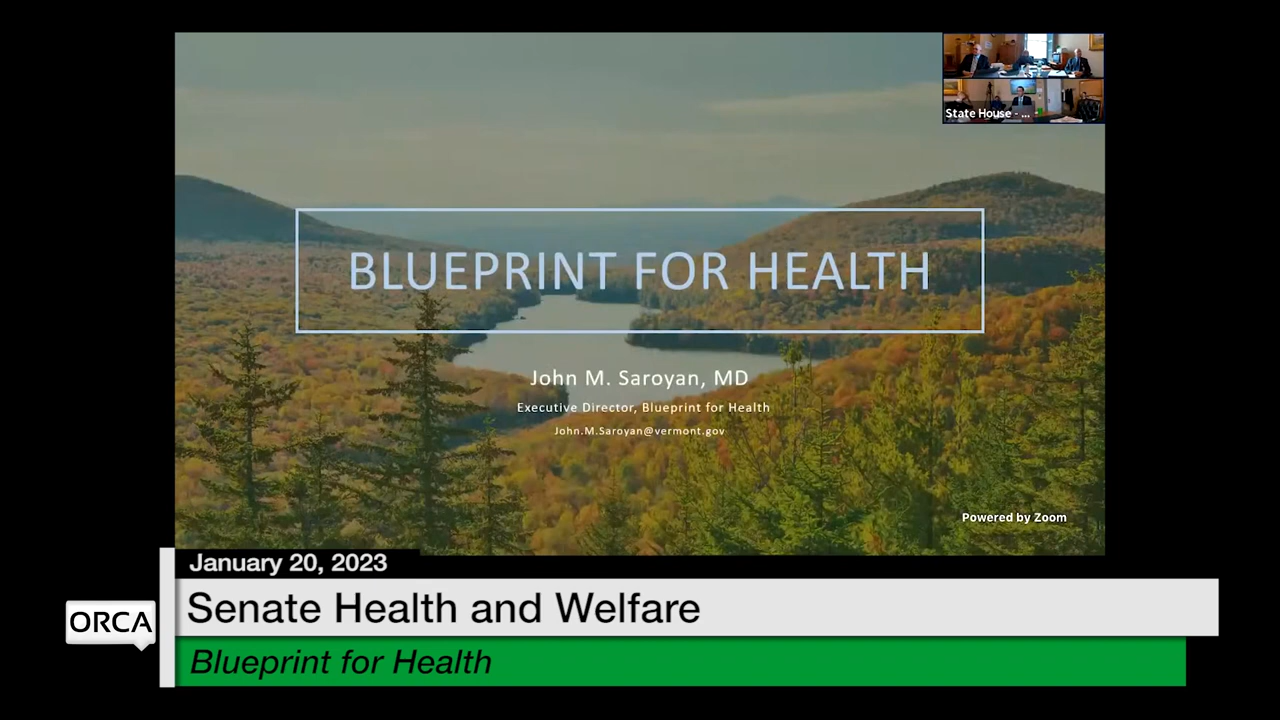 State House - ...
BLUEPRINT FOR HEALTH
John M. Saroyan, MD
Executive Director, Blueprint for Health
John.M.Saroyan@vermont.gov
Powered by Zoom
January 20, 2023
Senate Health and Welfare
ORCA
Blueprint for Health